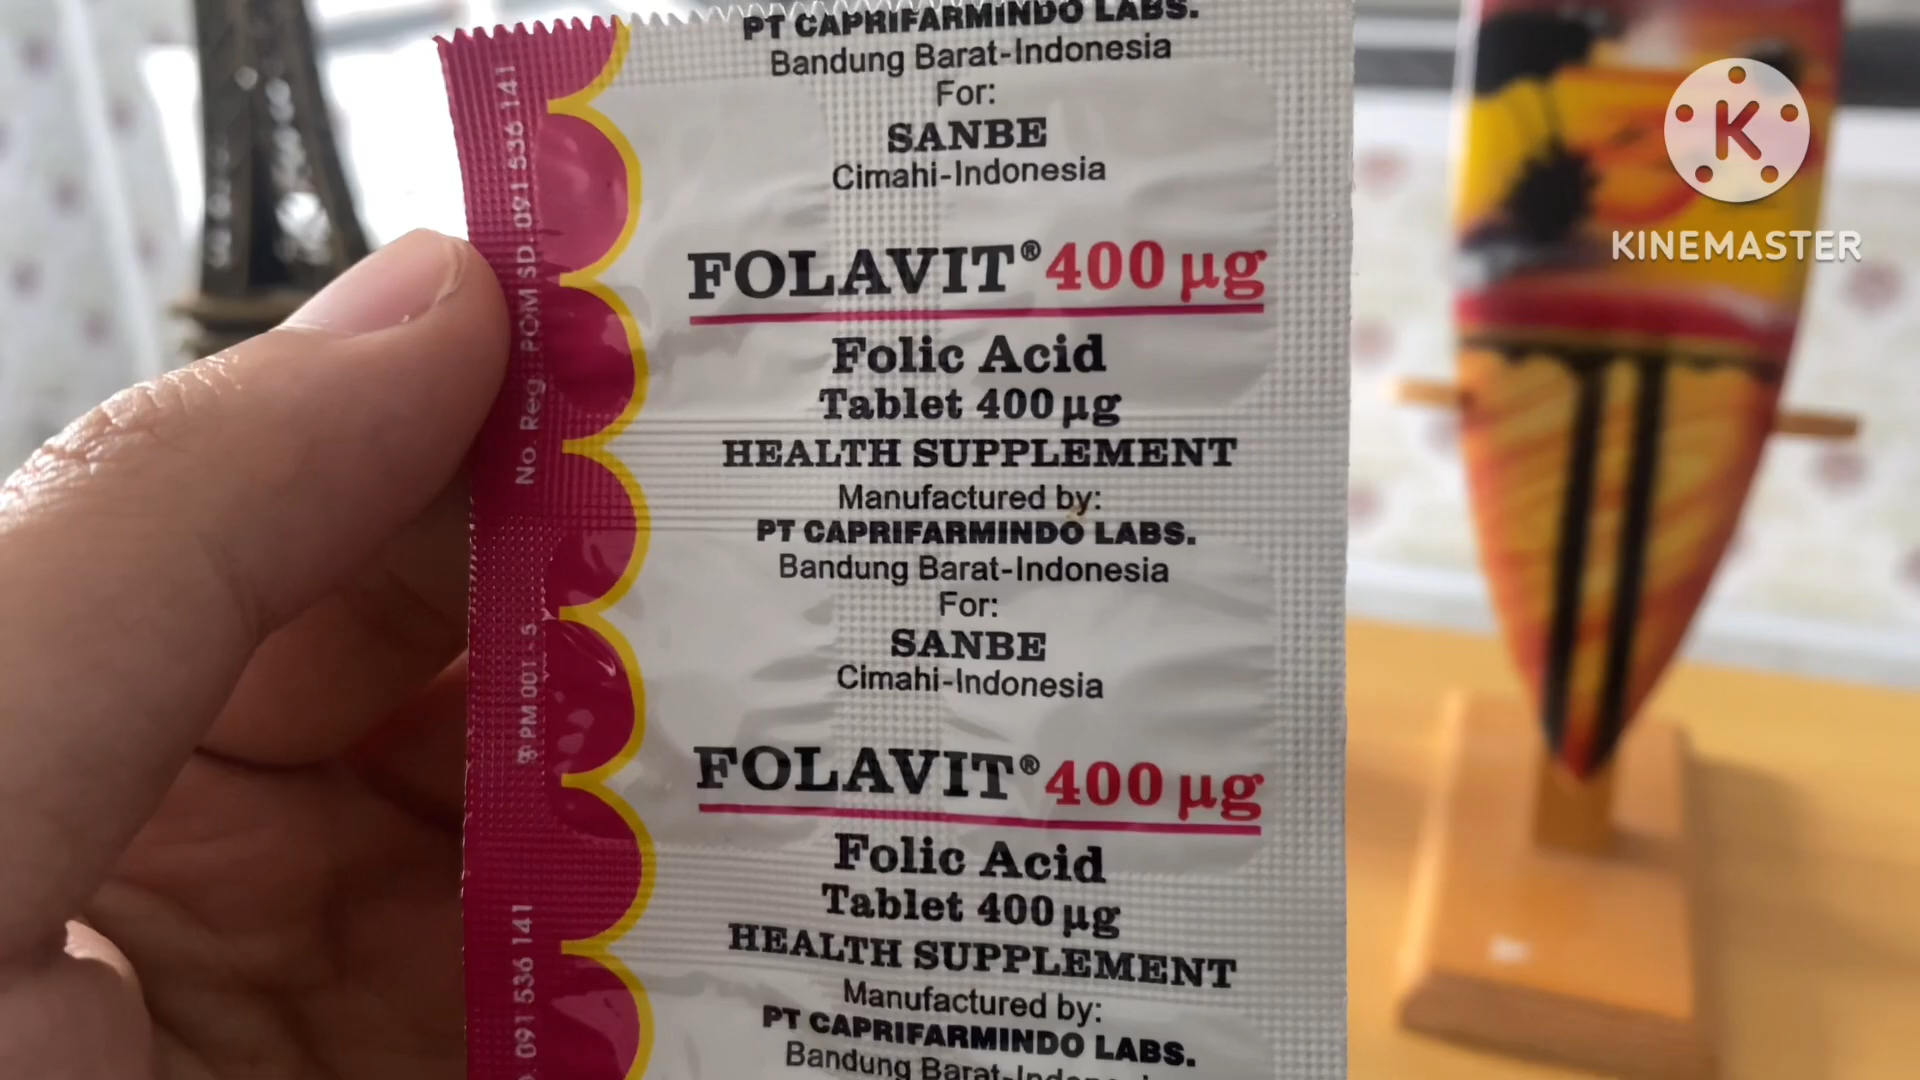 PT CAPRIFARMINDO LABS.
Bandung Barat-Indonesia
For:
SANBE
Cimahi-Indonesia
FOLAVIT® 400 µg
Folic Acid
Tablet 400 µg
HEALTH SUPPLEMENT
Manufactured by:
PT CAPRIFARMINDO LABS.
Bandung Barat-Indonesia
For:
SANBE
Cimahi-Indonesia
FOLAVIT® 400 µg
Folic Acid
Tablet 400 µg
HEALTH SUPPLEMENT
Manufactured by:
PT CAPRIFARMINDO LABS.
Bandung Barat
No. Reg. POM SD. 091 536 141
PM 001 - 5
091 536 141
K
KINEMASTER